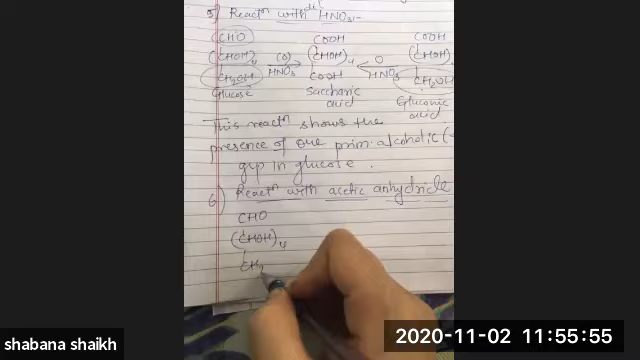 5) Reactn with dil HNO3:-
CHO COOH COOH
(CHOH)4 (O) (CHOH)4 O (CHOH)4
CH2OH HNO3 COOH HNO3 CH2OH
Glucose Saccharic acid Gluconic acid
This reactn shows the
presence of one prim. alcoholic
grp in glucose.
6) Reactn with acetic anhydride
CHO
(CHOH)4
CH2
shabana shaikh
2020-11-02 11:55:55